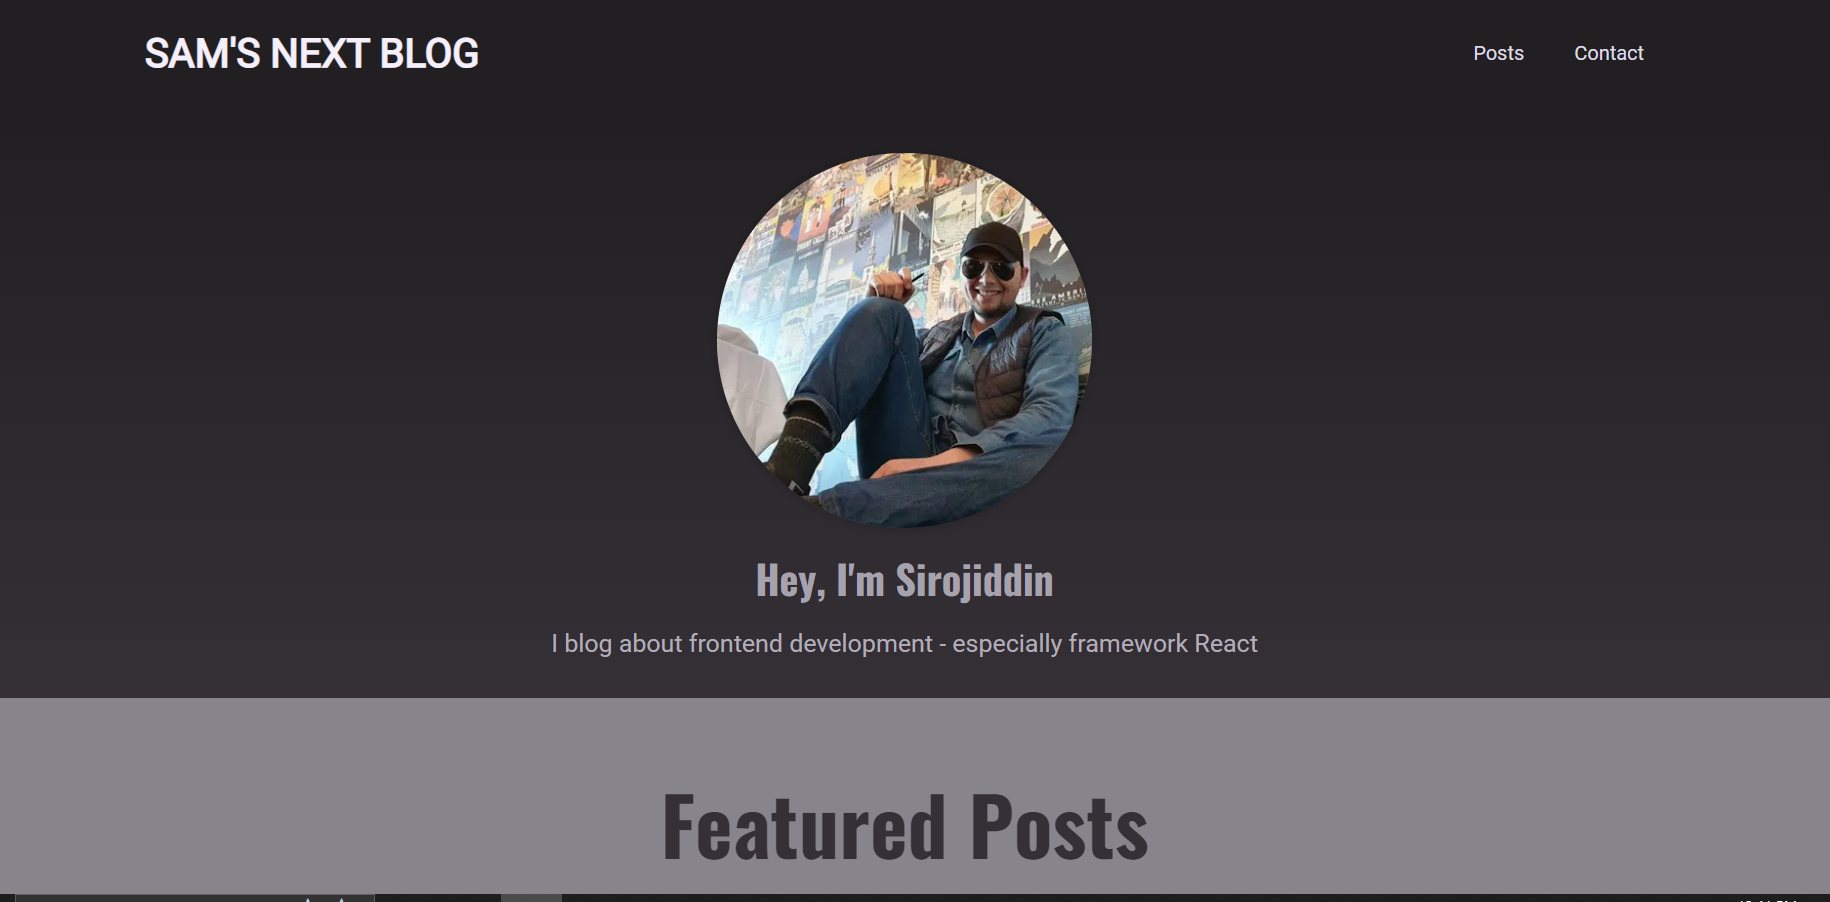 SAM'S NEXT BLOG
Posts
Contact
Hey, I'm Sirojiddin
I blog about frontend development - especially framework React
Featured Posts